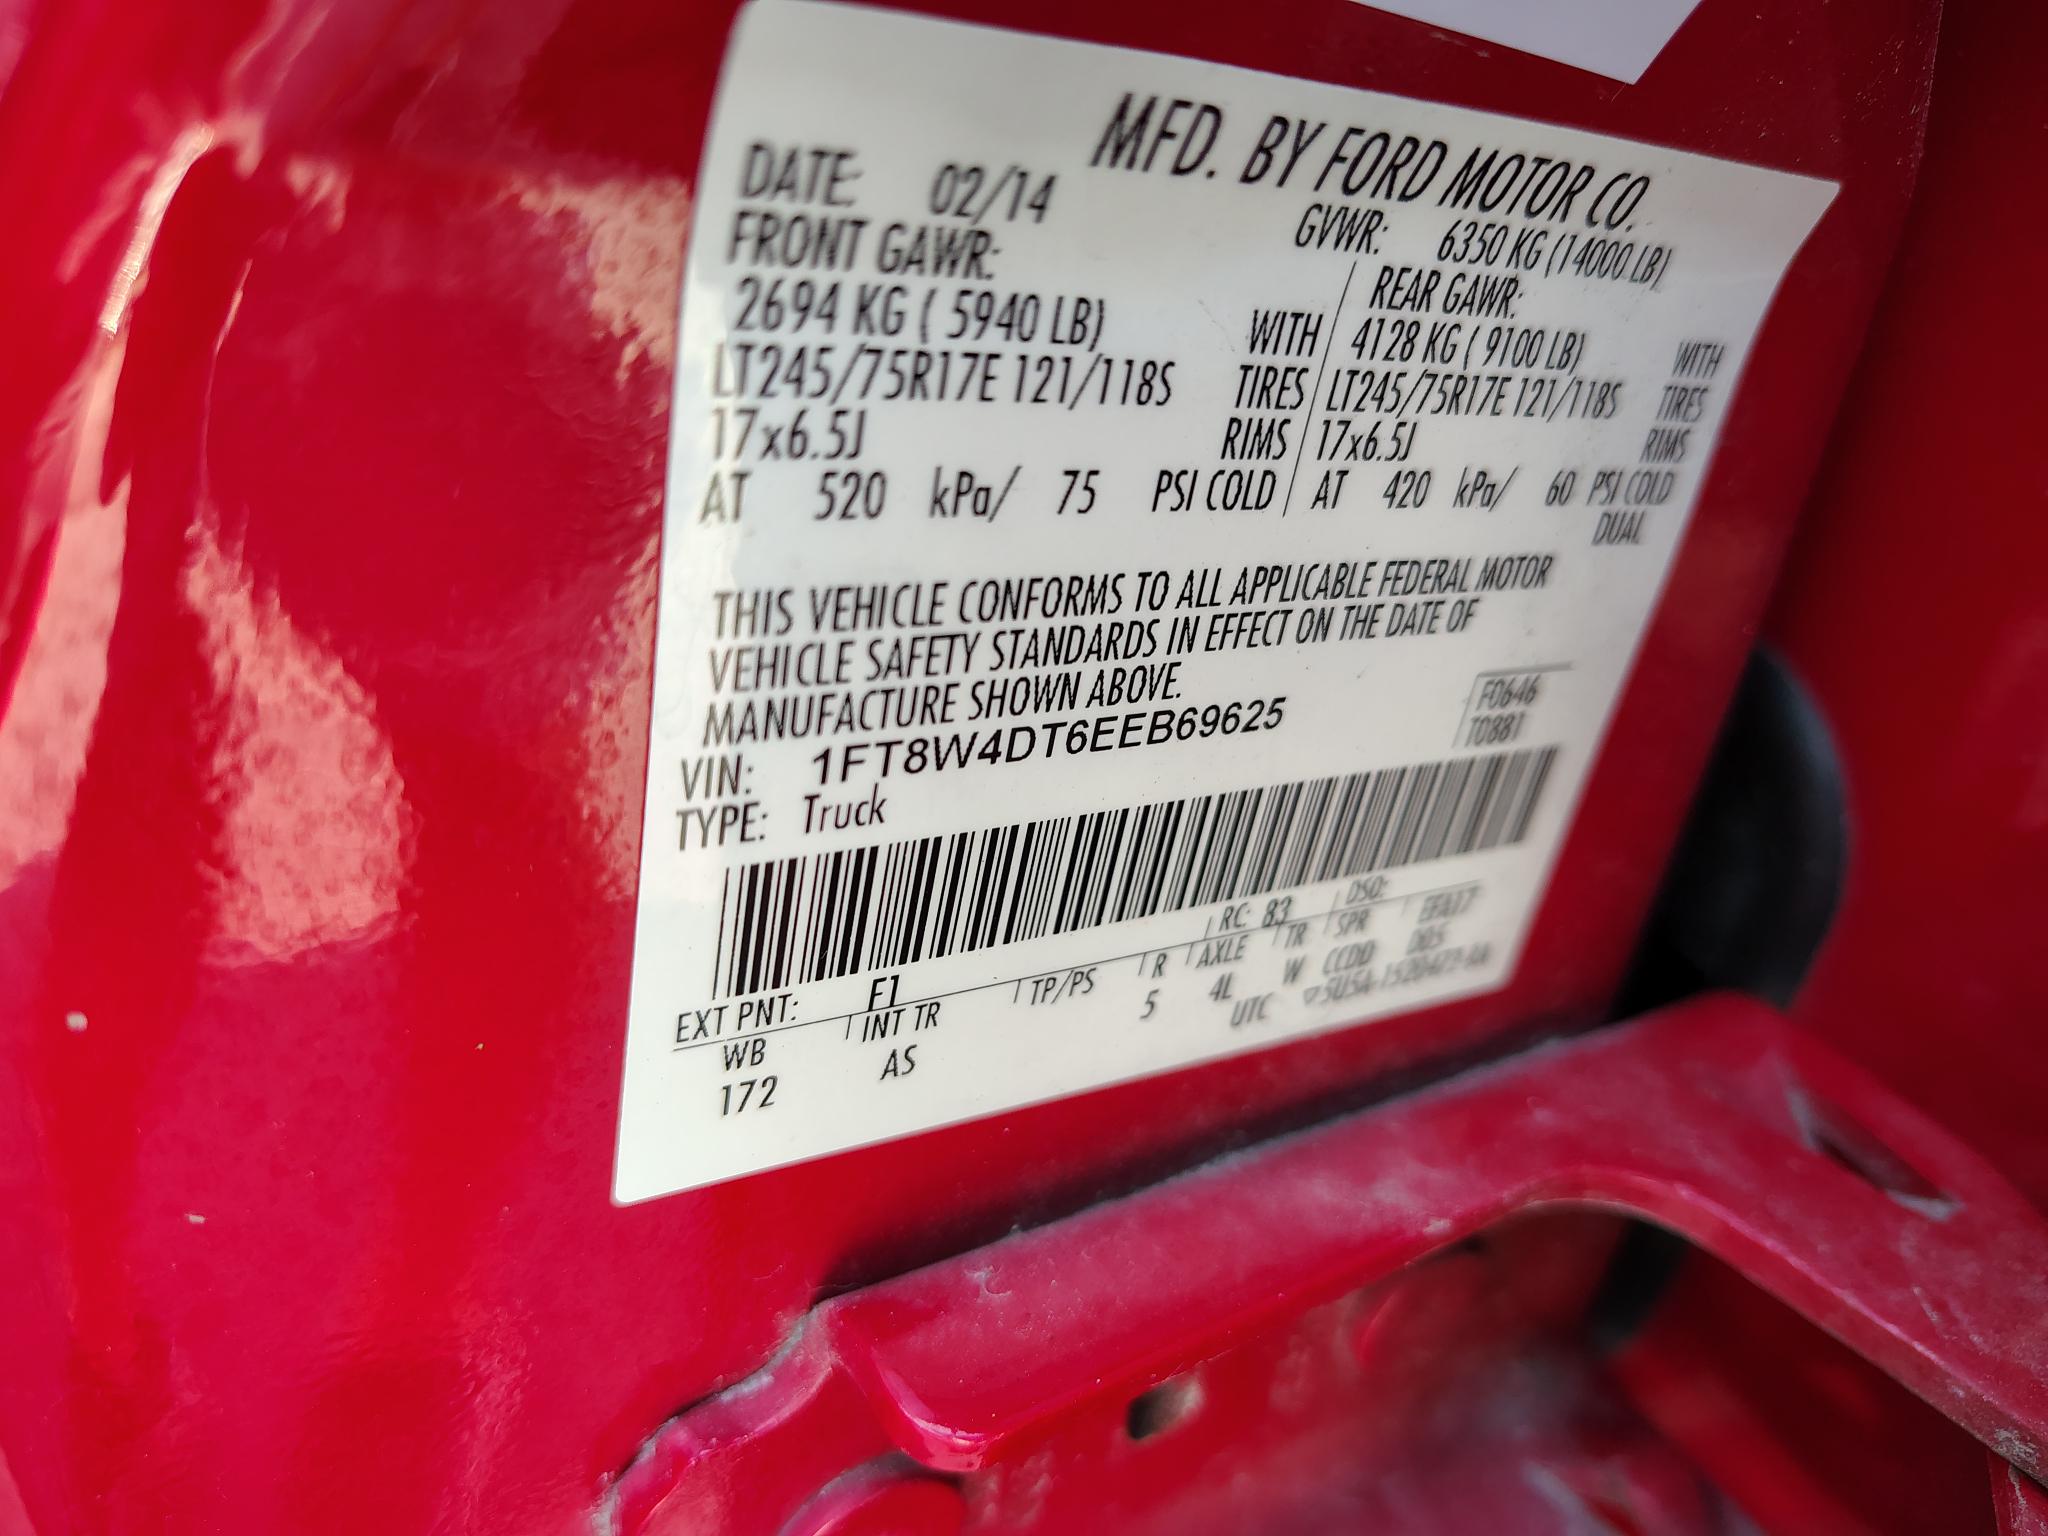 MFD. BY FORD MOTOR CO.
DATE: 02/14 GVWR: 6350 KG (14000 LB)
FRONT GAWR: REAR GAWR:
2694 KG ( 5940 LB) WITH 4128 KG ( 9100 LB) WITH
LT245/75R17E 121/118S TIRES LT245/75R17E 121/118S TIRES
17x6.5J RIMS 17x6.5J RIMS
AT 520 kPa/ 75 PSI COLD AT 420 kPa/ 60 PSI COLD
DUAL
THIS VEHICLE CONFORMS TO ALL APPLICABLE FEDERAL MOTOR
VEHICLE SAFETY STANDARDS IN EFFECT ON THE DATE OF
MANUFACTURE SHOWN ABOVE.
F0646
T0881
VIN: 1FT8W4DT6EEB69625
TYPE: Truck
EXT PNT: F1 RC: 83 DSO:
WB INT TR TP/PS R AXLE TR SPR EFA17
172 AS 5 4L W CCDD D05
UTC